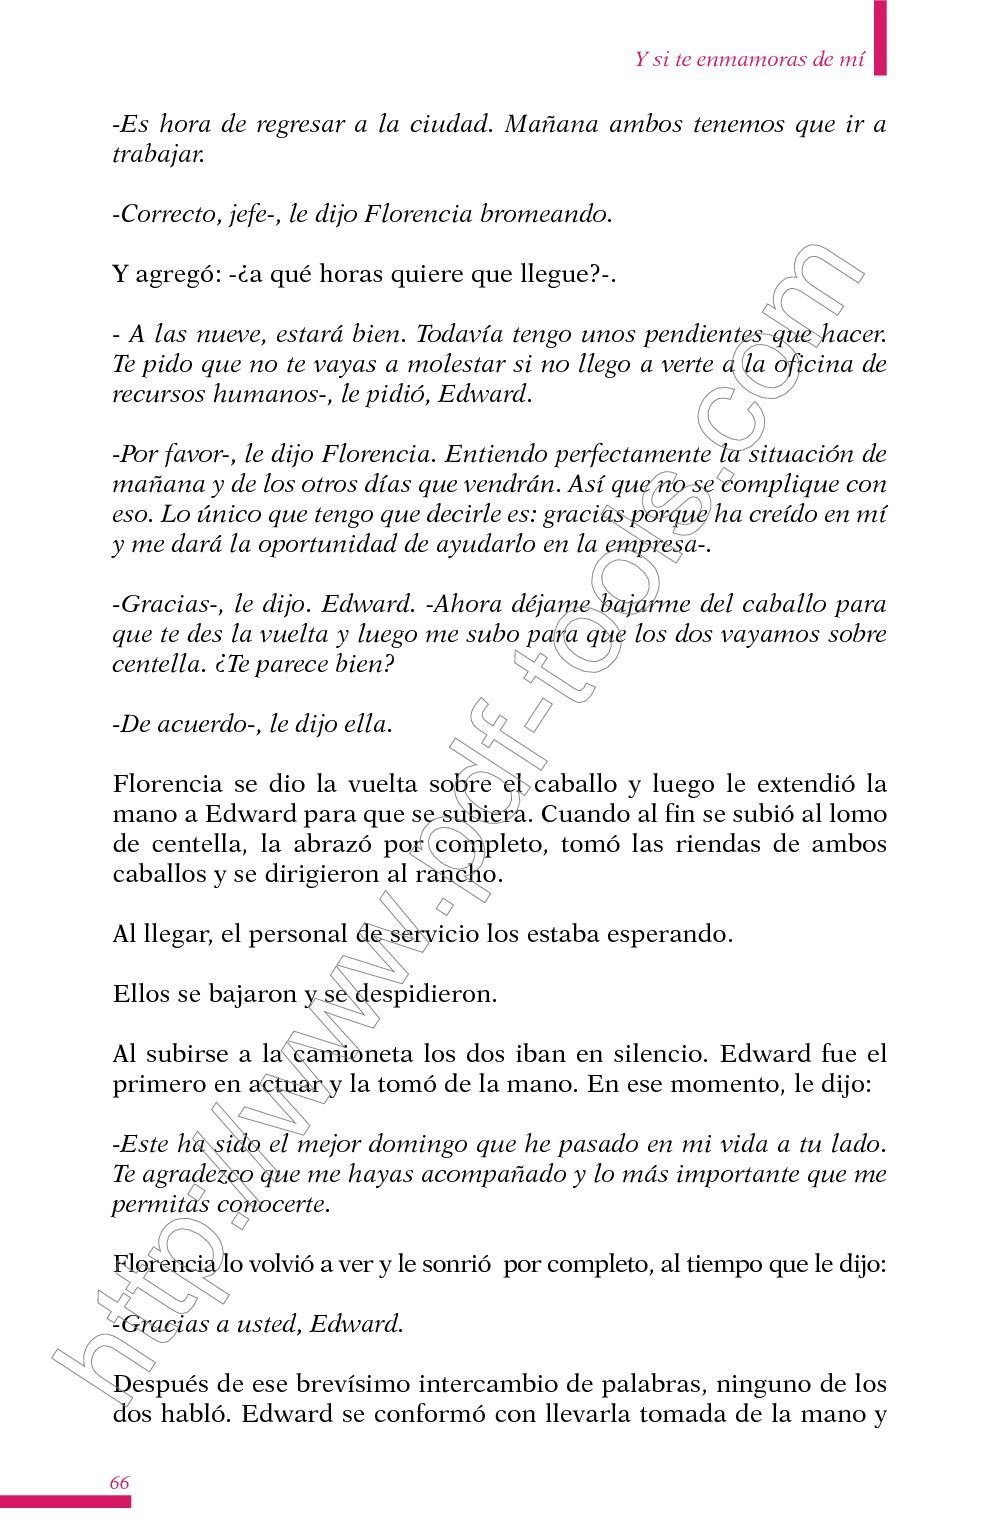 Y si te enmamoras de mí
-Es hora de regresar a la ciudad. Mañana ambos tenemos que ir a
trabajar.
-Correcto, jefe-, le dijo Florencia bromeando.
Y agregó: -¿a qué horas quiere que llegue?-.
- A las nueve, estará bien. Todavía tengo unos pendientes que hacer.
Te pido que no te vayas a molestar si no llego a verte a la oficina de
recursos humanos-, le pidió, Edward.
-Por favor-, le dijo Florencia. Entiendo perfectamente la situación de
mañana y de los otros días que vendrán. Así que no se complique con
eso. Lo único que tengo que decirle es: gracias porque ha creído en mí
y me dará la oportunidad de ayudarlo en la empresa-.
-Gracias-, le dijo. Edward. -Ahora déjame bajarme del caballo para
que te des la vuelta y luego me subo para que los dos vayamos sobre
centella. ¿Te parece bien?
-De acuerdo-, le dijo ella.
Florencia se dio la vuelta sobre el caballo y luego le extendió la
mano a Edward para que se subiera. Cuando al fin se subió al lomo
de centella, la abrazó por completo, tomó las riendas de ambos
caballos y se dirigieron al rancho.
Al llegar, el personal de servicio los estaba esperando.
Ellos se bajaron y se despidieron.
Al subirse a la camioneta los dos iban en silencio. Edward fue el
primero en actuar y la tomó de la mano. En ese momento, le dijo:
-Este ha sido el mejor domingo que he pasado en mi vida a tu lado.
Te agradezco que me hayas acompañado y lo más importante que me
permitas conocerte.
Florencia lo volvió a ver y le sonrió  por completo, al tiempo que le dijo:
-Gracias a usted, Edward.
Después de ese brevísimo intercambio de palabras, ninguno de los
dos habló. Edward se conformó con llevarla tomada de la mano y
66
http://www.pdf-tools.com